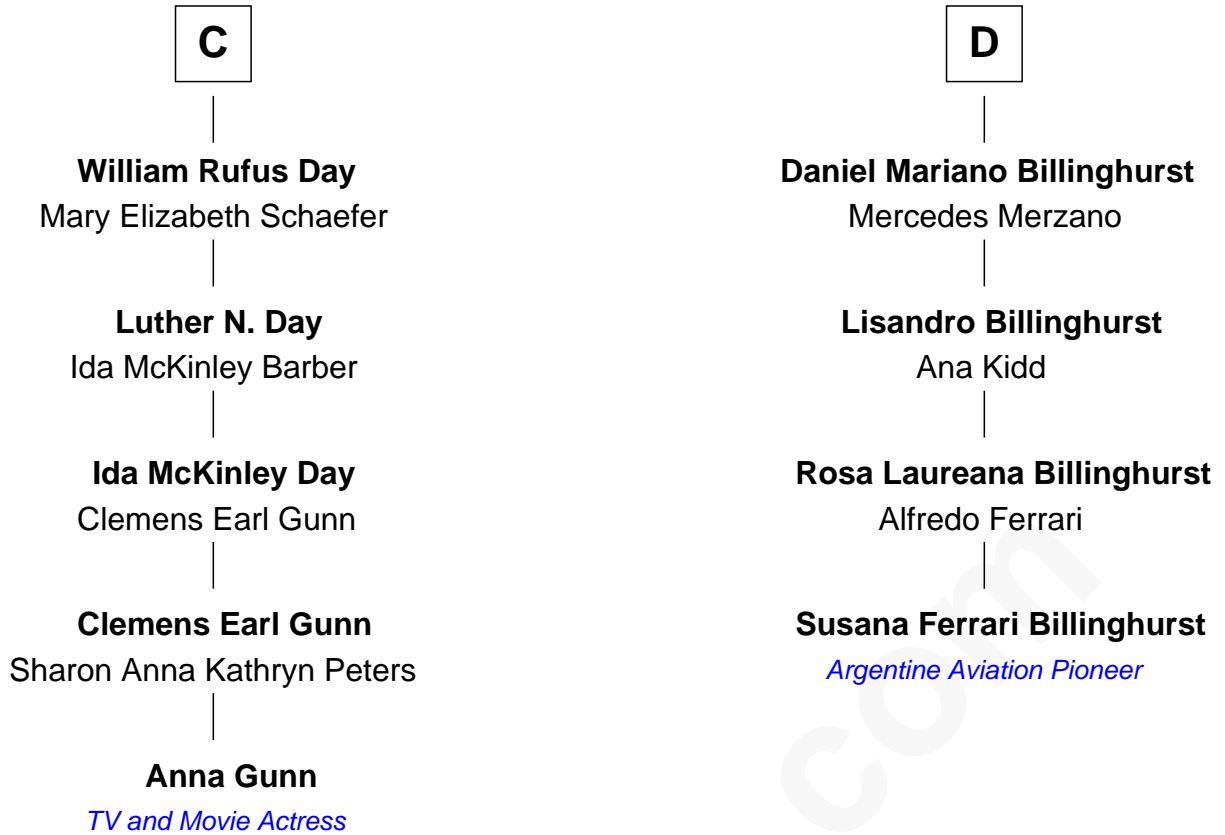 C
William Rufus Day
Mary Elizabeth Schaefer
Luther N. Day
Ida McKinley Barber
Ida McKinley Day
Clemens Earl Gunn
Clemens Earl Gunn
Sharon Anna Kathryn Peters
Anna Gunn
TV and Movie Actress
D
Daniel Mariano Billinghurst
Mercedes Merzano
Lisandro Billinghurst
Ana Kidd
Rosa Laureana Billinghurst
Alfredo Ferrari
Susana Ferrari Billinghurst
Argentine Aviation Pioneer
com